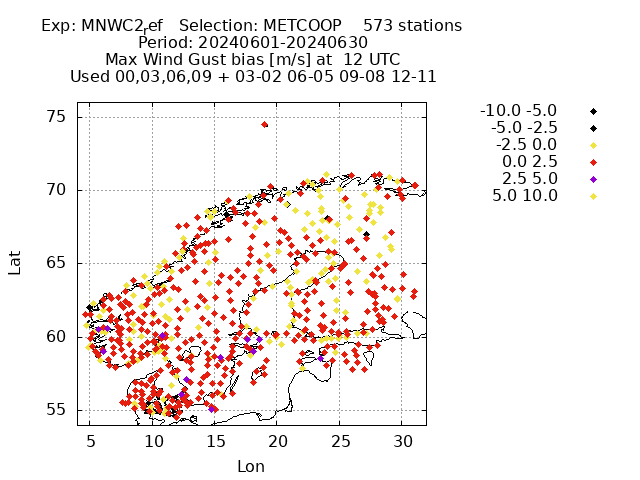 Exp: MNWC2ref   Selection: METCOOP    573 stations
Period: 20240601-20240630
Max Wind Gust bias [m/s] at  12 UTC
Used 00,03,06,09 + 03-02 06-05 09-08 12-11
-10.0 -5.0
-5.0 -2.5
-2.5 0.0
0.0 2.5
2.5 5.0
5.0 10.0
75
70
65
60
55
Lat
5 10 15 20 25 30
Lon